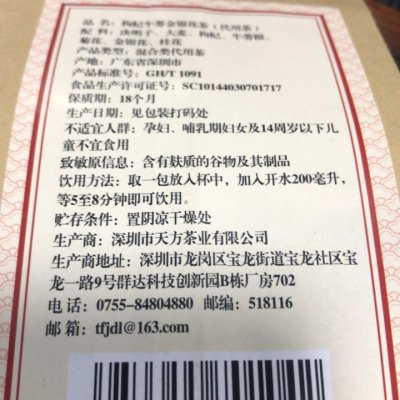 品 名：枸杞牛蒡金银花茶（代用茶）
配 料：决明子、大麦、枸杞、牛蒡根、
菊花、金银花、桂花
产品类型：混合类代用茶
产地：广东省深圳市
产品标准号：GH/T 1091
食品生产许可证号：SC10144030701717
保质期：18个月
生产日期：见包装打码处
不适宜人群：孕妇、哺乳期妇女及14周岁以下儿
童不宜食用
致敏原信息：含有麸质的谷物及其制品
饮用方法：取一包放入杯中，加入开水200毫升，
等5至8分钟即可饮用。
贮存条件：置阴凉干燥处
生产商：深圳市天方茶业有限公司
生产商地址：深圳市龙岗区宝龙街道宝龙社区宝
龙一路9号群达科技创新园B栋厂房702
电话：0755-84804880 邮编：518116
邮箱：tfjdl@163.com